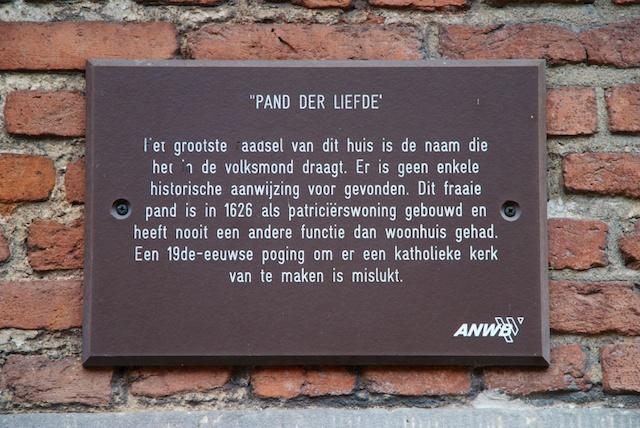 "PAND DER LIEFDE"
Het grootste raadsel van dit huis is de naam die
het in de volksmond draagt. Er is geen enkele
historische aanwijzing voor gevonden. Dit fraaie
pand is in 1626 als patriciërswoning gebouwd en
heeft nooit een andere functie dan woonhuis gehad.
Een 19de-eeuwse poging om er een katholieke kerk
van te maken is mislukt.
ANWB